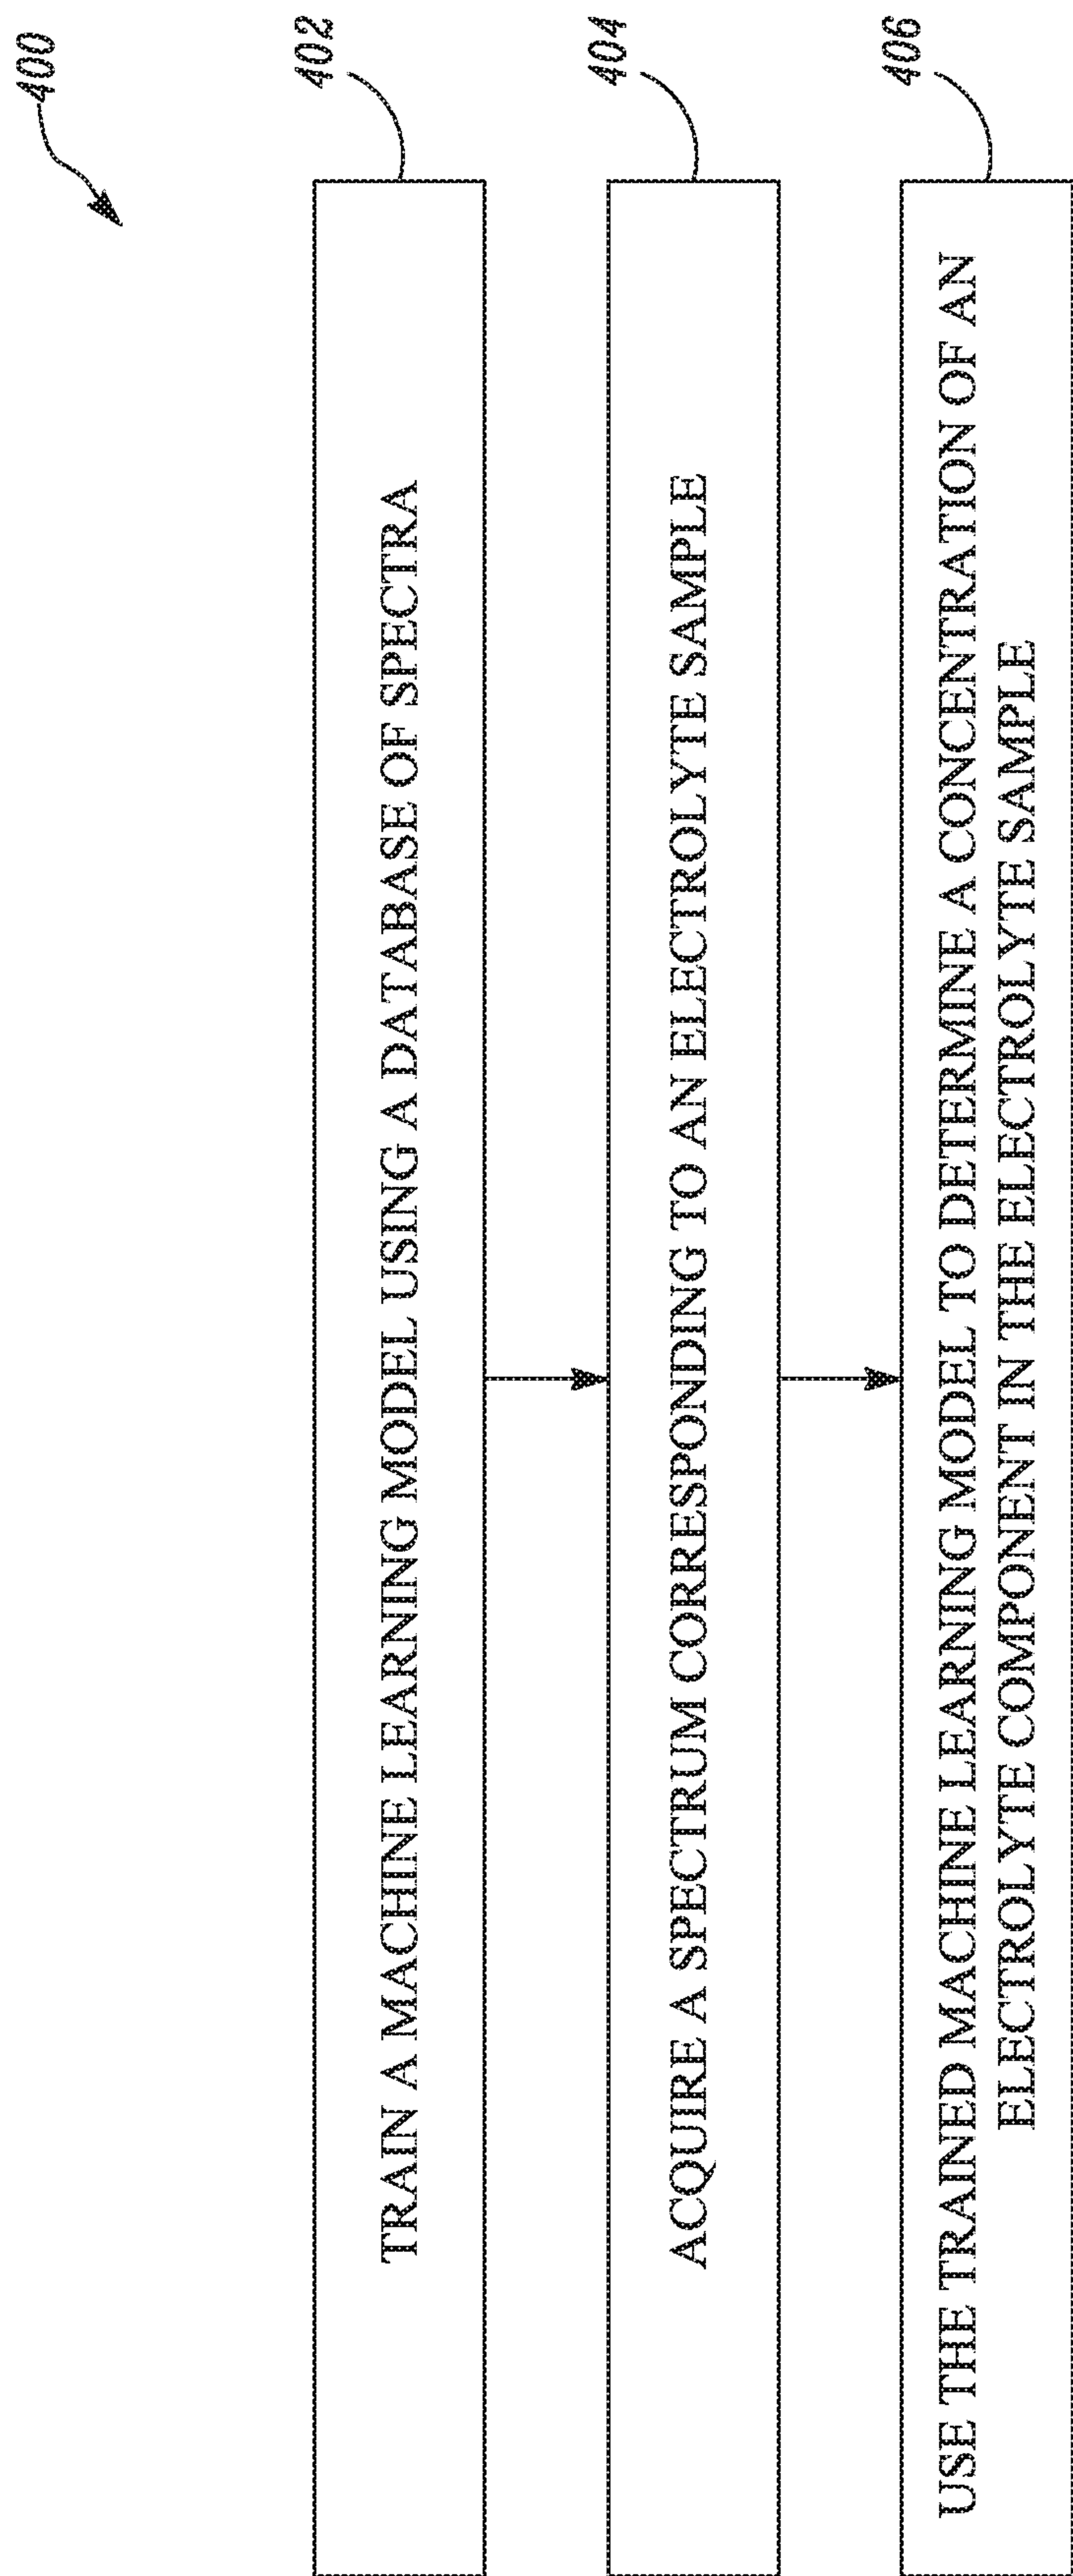 400
402
TRAIN A MACHINE LEARNING MODEL USING A DATABASE OF SPECTRA
404
ACQUIRE A SPECTRUM CORRESPONDING TO AN ELECTROLYTE SAMPLE
406
USE THE TRAINED MACHINE LEARNING MODEL TO DETERMINE A CONCENTRATION OF AN
ELECTROLYTE COMPONENT IN THE ELECTROLYTE SAMPLE